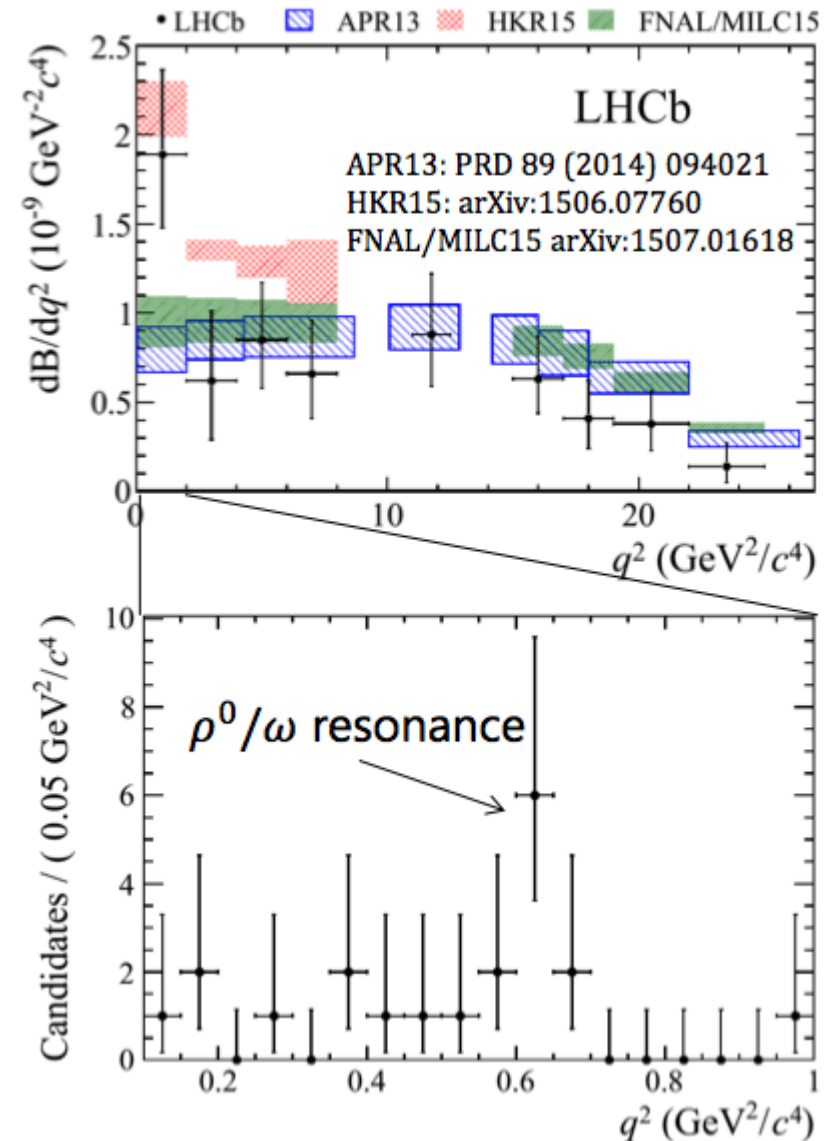 • LHCb APR13 HKR15 FNAL/MILC15
dB/dq² (10⁻⁹ GeV⁻²c⁴)
2.5
2
1.5
1
0.5
0
LHCb
APR13: PRD 89 (2014) 094021
HKR15: arXiv:1506.07760
FNAL/MILC15 arXiv:1507.01618
0 10 20
q² (GeV²/c⁴)
Candidates / ( 0.05 GeV²/c⁴)
10
8
6
4
2
0
ρ⁰/ω resonance
0.2 0.4 0.6 0.8 1
q² (GeV²/c⁴)